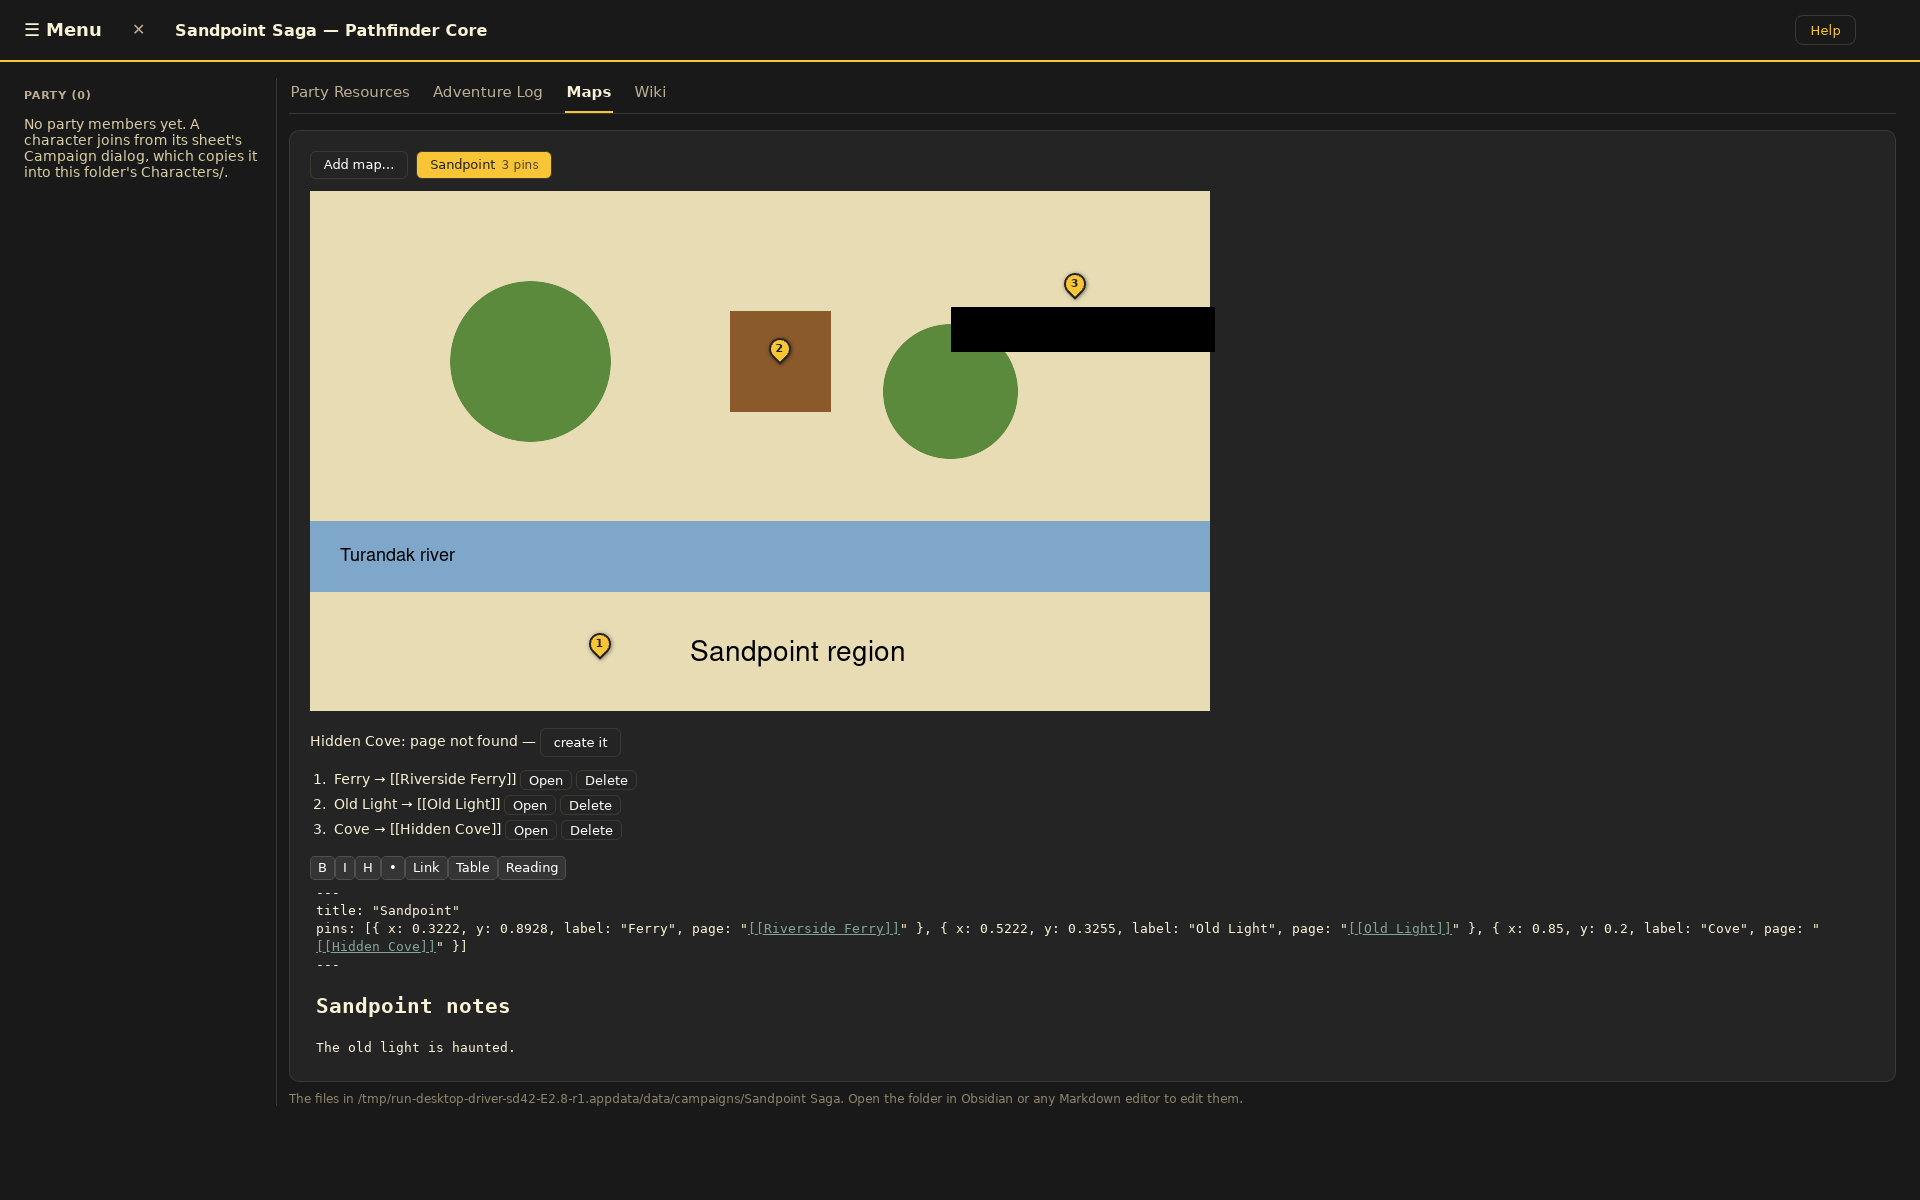 ☰ Menu ✕ Sandpoint Saga — Pathfinder Core Help
PARTY (0)
No party members yet. A
character joins from its sheet's
Campaign dialog, which copies it
into this folder's Characters/.
Party Resources Adventure Log Maps Wiki
Add map... Sandpoint 3 pins
3
2
Turandak river
1
Sandpoint region
Hidden Cove: page not found — create it
1. Ferry → [[Riverside Ferry]] Open Delete
2. Old Light → [[Old Light]] Open Delete
3. Cove → [[Hidden Cove]] Open Delete
B I H • Link Table Reading
---
title: "Sandpoint"
pins: [{ x: 0.3222, y: 0.8928, label: "Ferry", page: "[[Riverside Ferry]]" }, { x: 0.5222, y: 0.3255, label: "Old Light", page: "[[Old Light]]" }, { x: 0.85, y: 0.2, label: "Cove", page: "
[[Hidden Cove]]" }]
---
Sandpoint notes
The old light is haunted.
The files in /tmp/run-desktop-driver-sd42-E2.8-r1.appdata/data/campaigns/Sandpoint Saga. Open the folder in Obsidian or any Markdown editor to edit them.